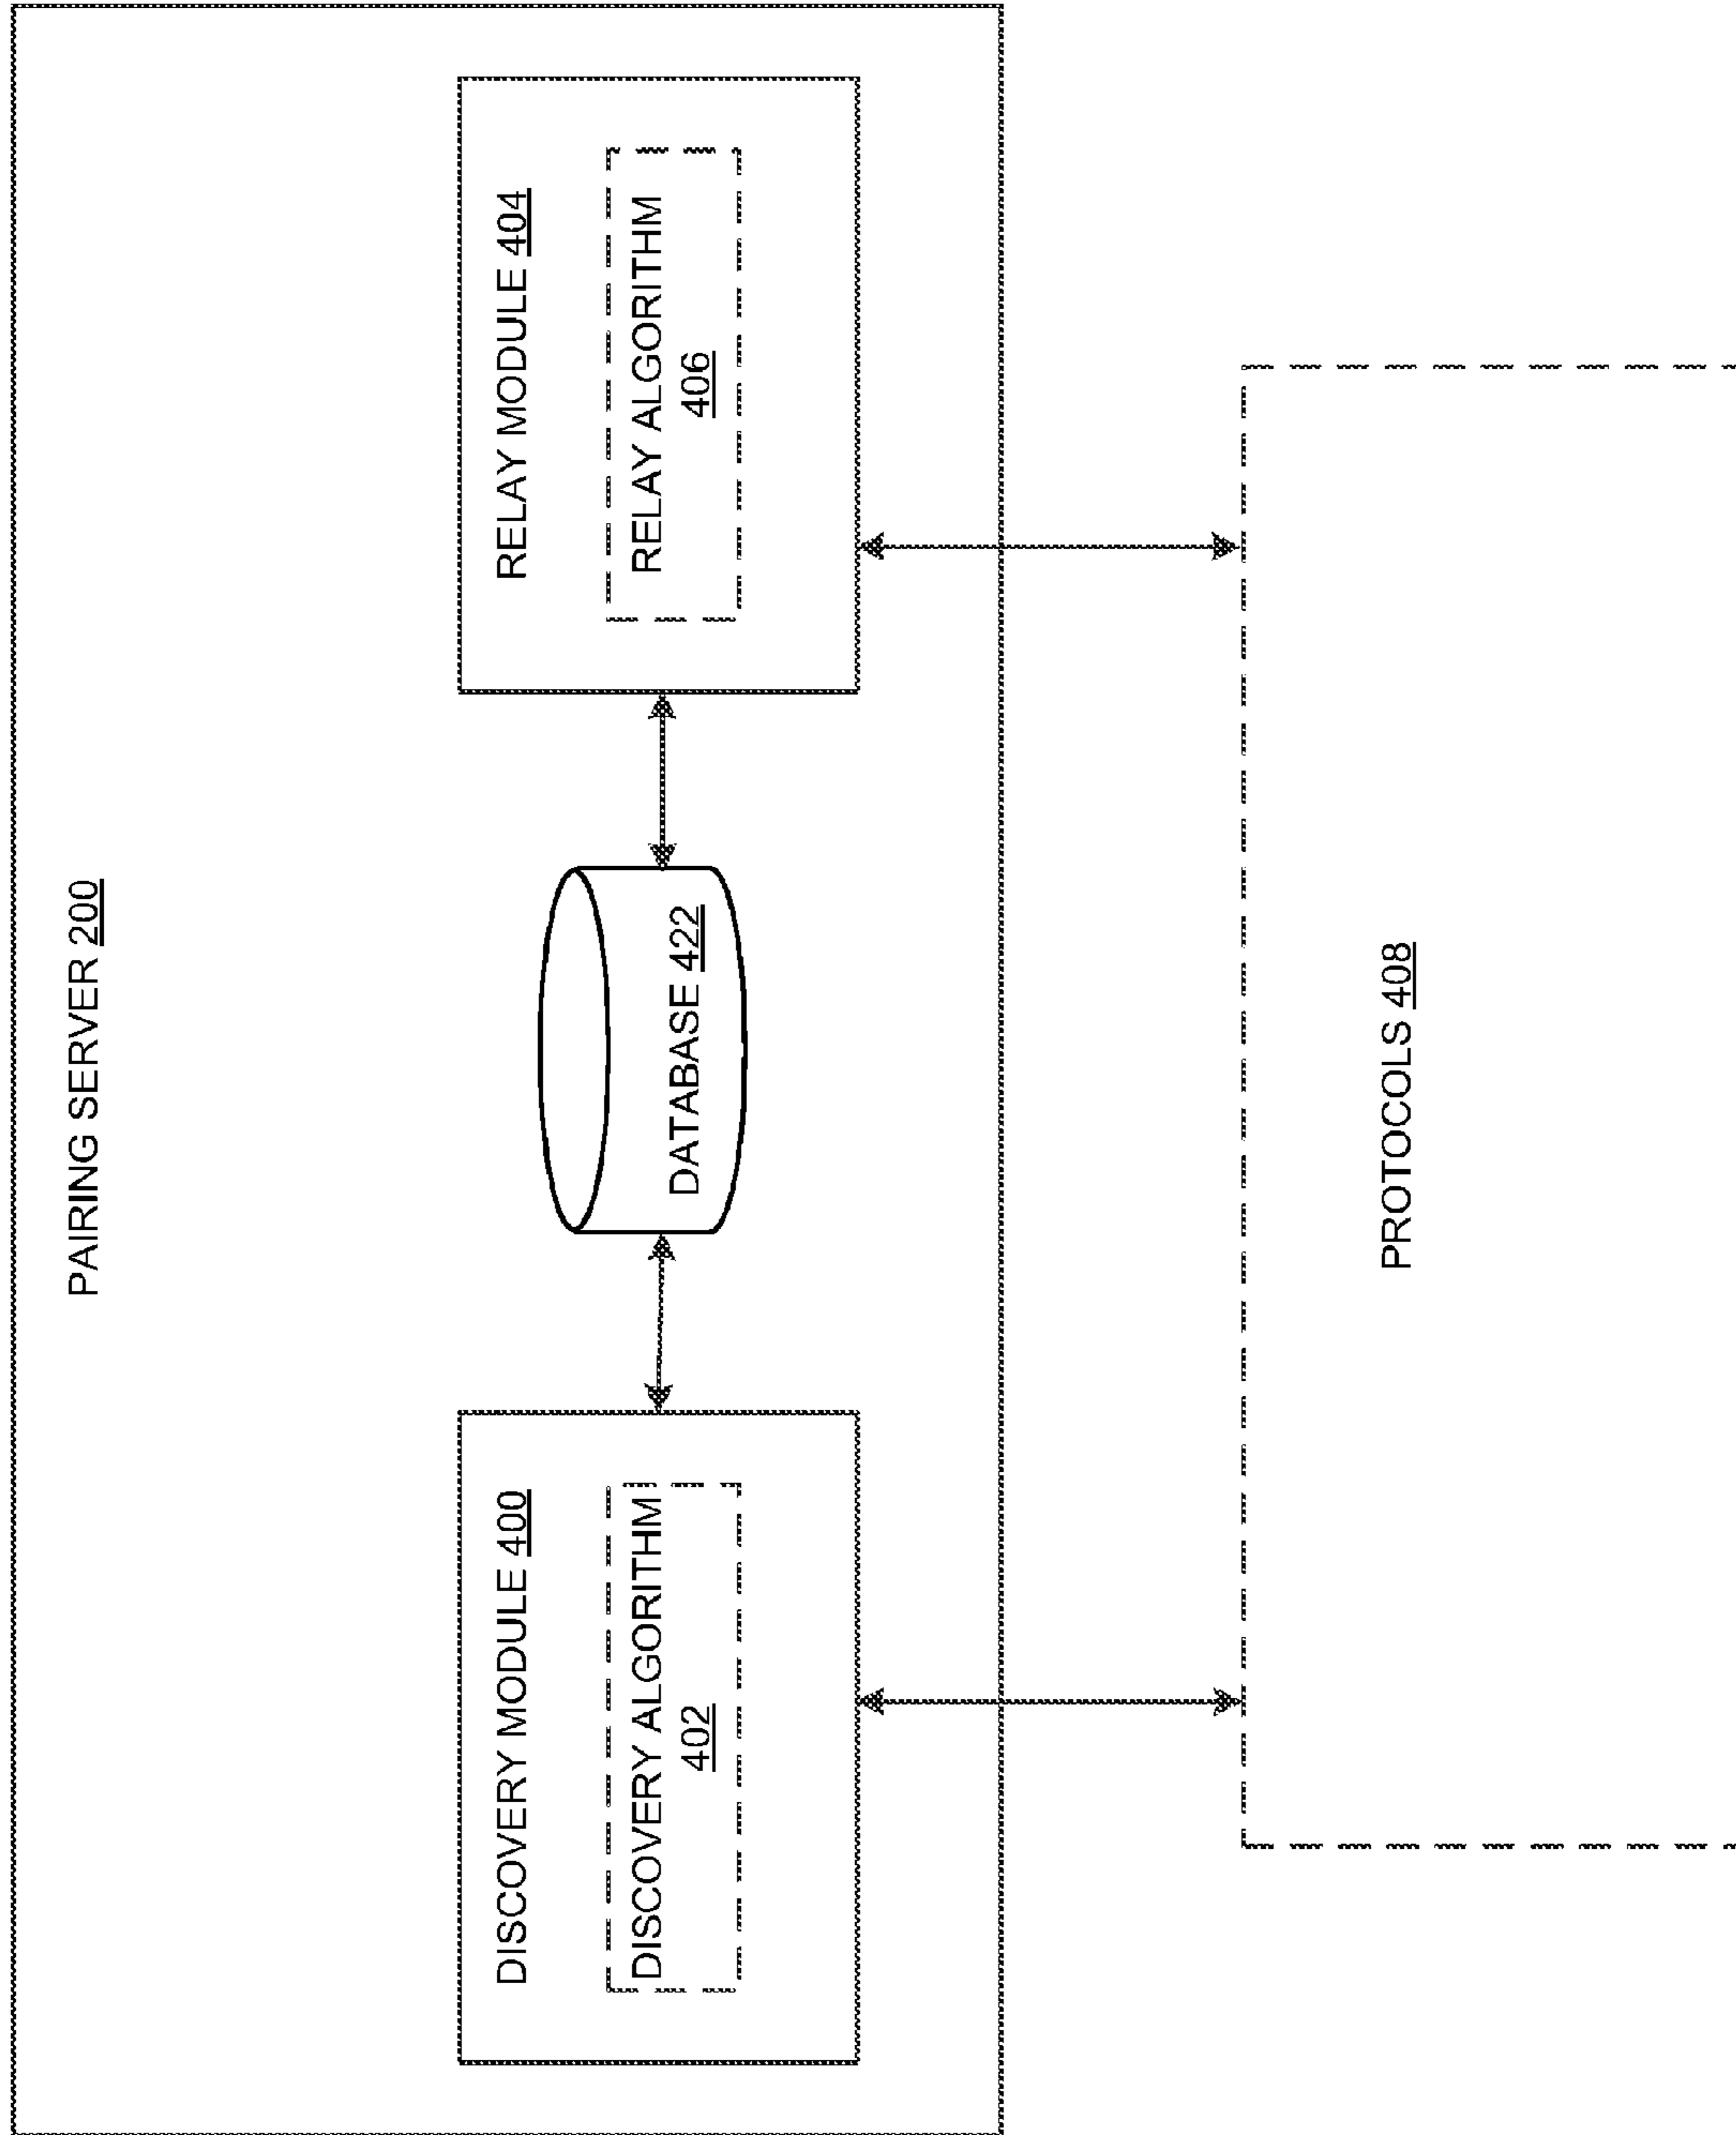 PAIRING SERVER 200
DISCOVERY MODULE 400
DISCOVERY ALGORITHM
402
DATABASE 422
RELAY MODULE 404
RELAY ALGORITHM
406
PROTOCOLS 408